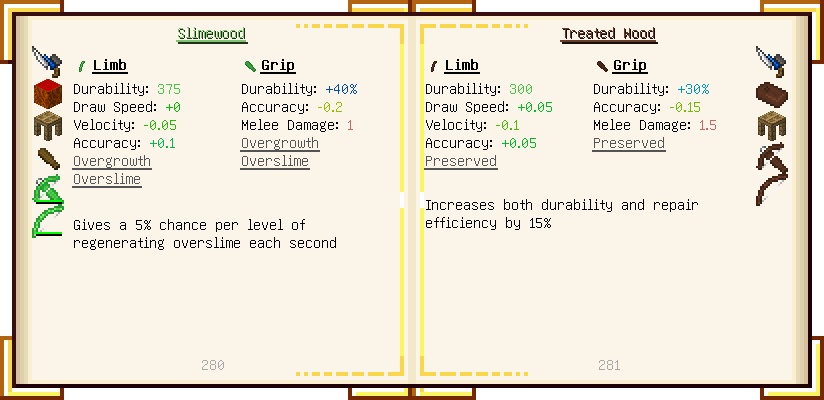 Slimewood
Limb
Durability: 375
Draw Speed: +0
Velocity: -0.05
Accuracy: +0.1
Overgrowth
Overslime
Grip
Durability: +40%
Accuracy: -0.2
Melee Damage: 1
Overgrowth
Overslime
Gives a 5% chance per level of
regenerating overslime each second
280
Treated Wood
Limb
Durability: 300
Draw Speed: +0.05
Velocity: -0.1
Accuracy: +0.05
Preserved
Grip
Durability: +30%
Accuracy: -0.15
Melee Damage: 1.5
Preserved
Increases both durability and repair
efficiency by 15%
281